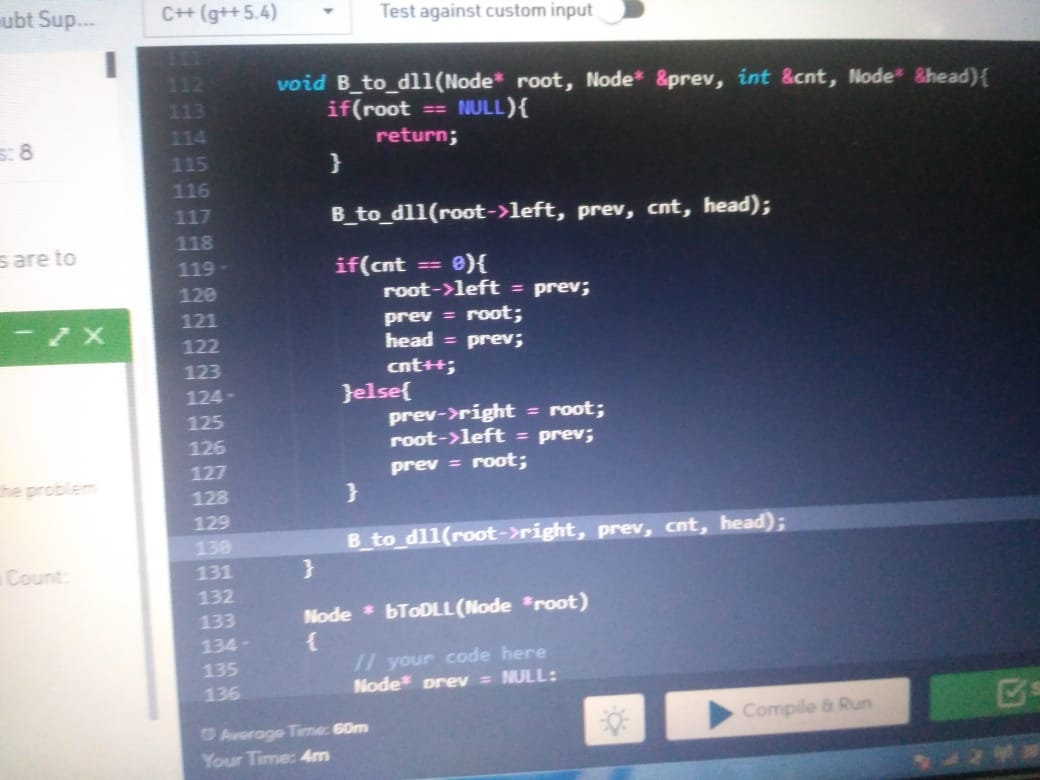 ubt Sup...
C++ (g++ 5.4)
Test against custom input
111
112 void B_to_dll(Node* root, Node* &prev, int &cnt, Node* &head){
113 if(root == NULL){
114 return;
115 }
116
117 B_to_dll(root->left, prev, cnt, head);
118
119 if(cnt == 0){
120 root->left = prev;
121 prev = root;
122 head = prev;
123 cnt++;
124 }else{
125 prev->right = root;
126 root->left = prev;
127 prev = root;
128 }
129
130 B_to_dll(root->right, prev, cnt, head);
131 }
132
133 Node * bToDLL(Node *root)
134 {
135 // your code here
136 Node* prev = NULL;
s: 8
s are to
the problem
Count:
Average Time: 60m
Your Time: 4m
Compile & Run
S